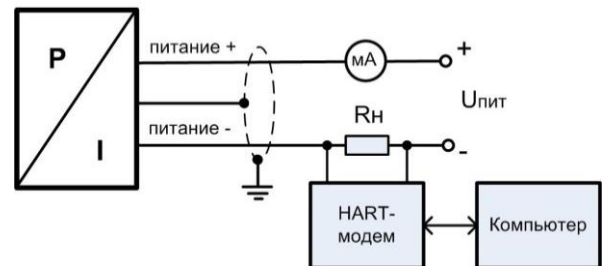 P
I
питание +
мА
+
Uпит
питание -
Rн
-
HART-
модем
Компьютер